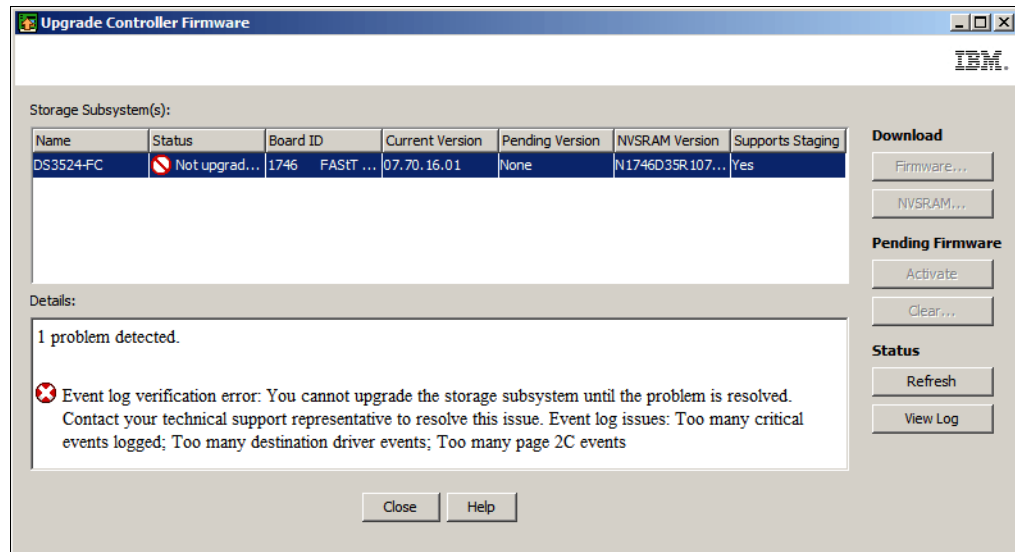 Upgrade Controller Firmware
IBM.
Storage Subsystem(s):
Name Status Board ID Current Version Pending Version NVSRAM Version Supports Staging
DS3524-FC Not upgrad... 1746 FAStT ... 07.70.16.01 None N1746D35R107... Yes
Download
Firmware...
NVSRAM...
Pending Firmware
Activate
Clear...
Details:
1 problem detected.
Event log verification error: You cannot upgrade the storage subsystem until the problem is resolved.
Contact your technical support representative to resolve this issue. Event log issues: Too many critical
events logged; Too many destination driver events; Too many page 2C events
Status
Refresh
View Log
Close Help